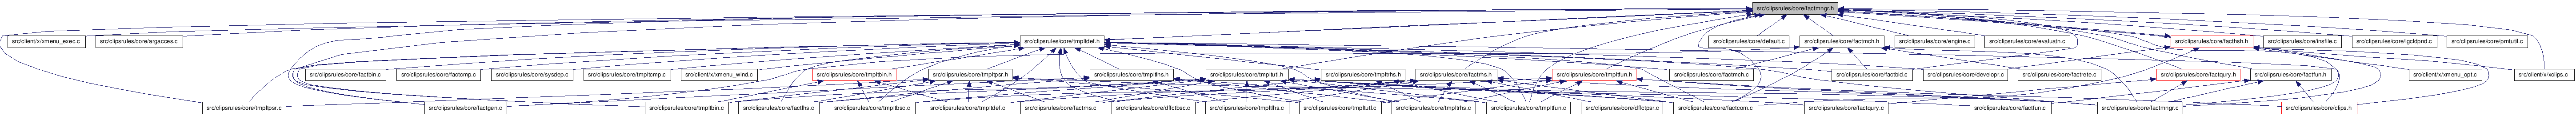 src/clipsrules/core/factmngr.h
src/client/x/xmenu_exec.c
src/clipsrules/core/argacces.c
src/clipsrules/core/tmpltdef.h
src/clipsrules/core/default.c
src/clipsrules/core/factmch.h
src/clipsrules/core/engine.c
src/clipsrules/core/evaluatn.c
src/clipsrules/core/facthsh.h
src/clipsrules/core/insfile.c
src/clipsrules/core/lgcldpnd.c
src/clipsrules/core/prntutil.c
src/clipsrules/core/factbin.c
src/clipsrules/core/factcmp.c
src/clipsrules/core/sysdep.c
src/clipsrules/core/tmpltcmp.c
src/client/x/xmenu_wind.c
src/clipsrules/core/tmpltbin.h
src/clipsrules/core/tmpltpsr.h
src/clipsrules/core/tmpltlhs.h
src/clipsrules/core/tmpltutl.h
src/clipsrules/core/tmpltrhs.h
src/clipsrules/core/factrhs.h
src/clipsrules/core/tmpltfun.h
src/clipsrules/core/factmch.c
src/clipsrules/core/factbld.c
src/clipsrules/core/developr.c
src/clipsrules/core/factrete.c
src/clipsrules/core/factqury.h
src/clipsrules/core/factfun.h
src/client/x/xmenu_opt.c
src/client/x/xclips.c
src/clipsrules/core/tmpltpsr.c
src/clipsrules/core/factgen.c
src/clipsrules/core/tmpltbin.c
src/clipsrules/core/factlhs.c
src/clipsrules/core/tmpltbsc.c
src/clipsrules/core/tmpltdef.c
src/clipsrules/core/factrhs.c
src/clipsrules/core/dffctbsc.c
src/clipsrules/core/tmpltlhs.c
src/clipsrules/core/tmpltutl.c
src/clipsrules/core/tmpltrhs.c
src/clipsrules/core/tmpltfun.c
src/clipsrules/core/dffctpsr.c
src/clipsrules/core/factcom.c
src/clipsrules/core/factqury.c
src/clipsrules/core/factfun.c
src/clipsrules/core/factmngr.c
src/clipsrules/core/clips.h